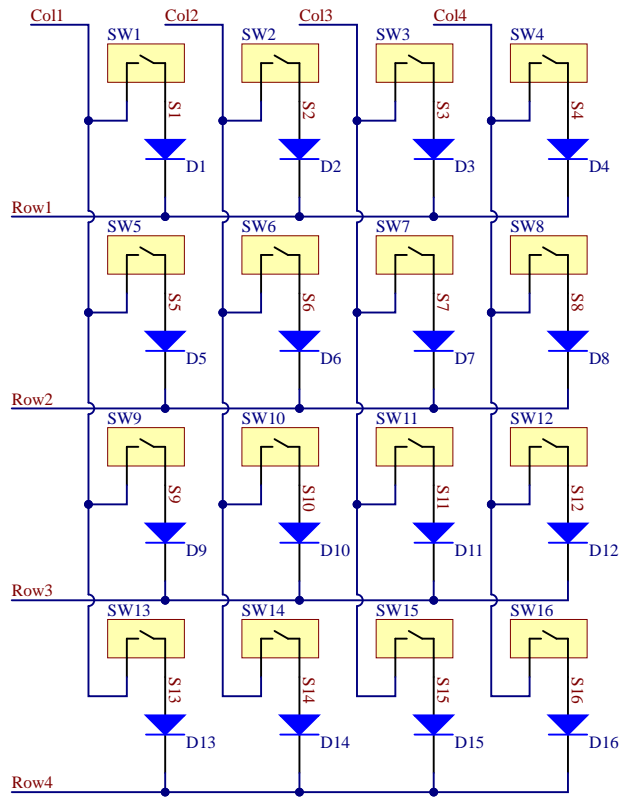 Col1 Col2 Col3 Col4
SW1 SW2 SW3 SW4
S1 S2 S3 S4
D1 D2 D3 D4
Row1
SW5 SW6 SW7 SW8
S5 S6 S7 S8
D5 D6 D7 D8
Row2
SW9 SW10 SW11 SW12
S9 S10 S11 S12
D9 D10 D11 D12
Row3
SW13 SW14 SW15 SW16
S13 S14 S15 S16
D13 D14 D15 D16
Row4